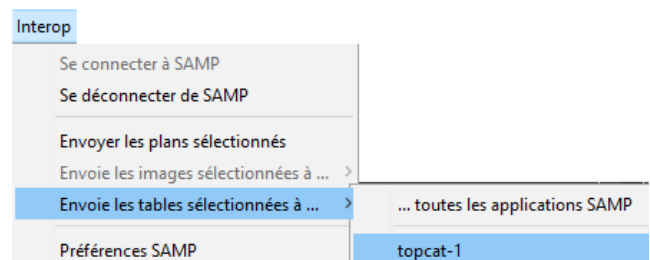 Interop
Se connecter à SAMP
Se déconnecter de SAMP
Envoyer les plans sélectionnés
Envoie les images sélectionnées à ... >
Envoie les tables sélectionnées à ... >
... toutes les applications SAMP
Préférences SAMP
topcat-1